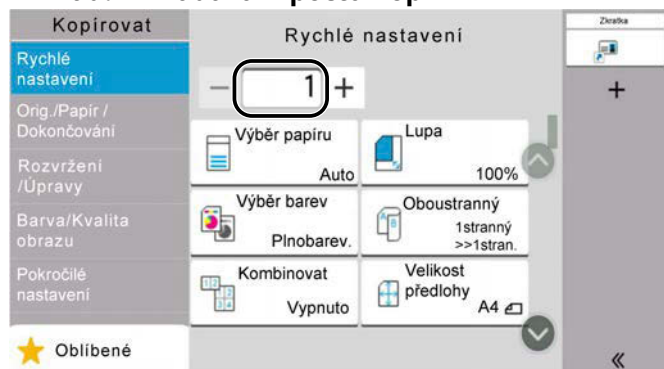 Kopírovat
Rychlé nastavení
Zkratka
Rychlé
nastavení
Orig./Papír /
Dokončování
Rozvržení
/Úpravy
Barva/Kvalita
obrazu
Pokročilé
nastavení
Oblíbené
− 1 +
+
Výběr papíru
Auto
Lupa
100%
Výběr barev
Plnobarev.
Oboustranný
1stranný
>>1stran.
Kombinovat
Vypnuto
Velikost
předlohy
A4
«